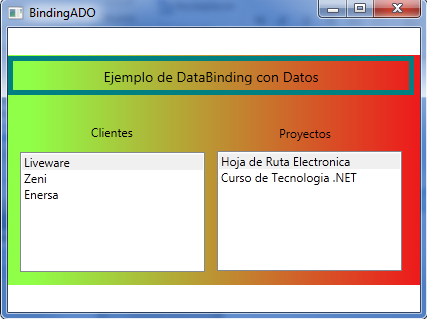 BindingADO
Ejemplo de DataBinding con Datos
Clientes
Proyectos
Liveware
Zeni
Enersa
Hoja de Ruta Electronica
Curso de Tecnologia .NET